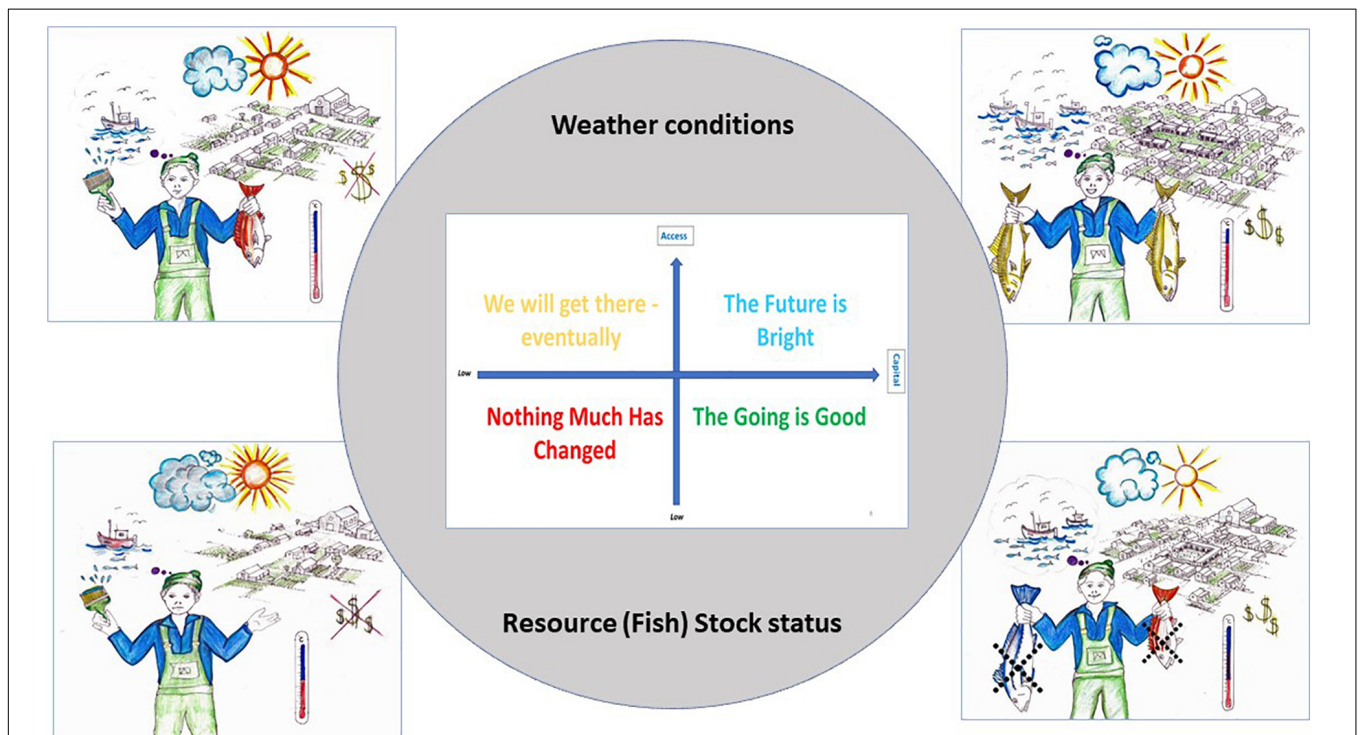 Weather conditions
Access
We will get there -
eventually
The Future is
Bright
Low
Capital
Nothing Much Has
Changed
The Going is Good
Low
Resource (Fish) Stock status